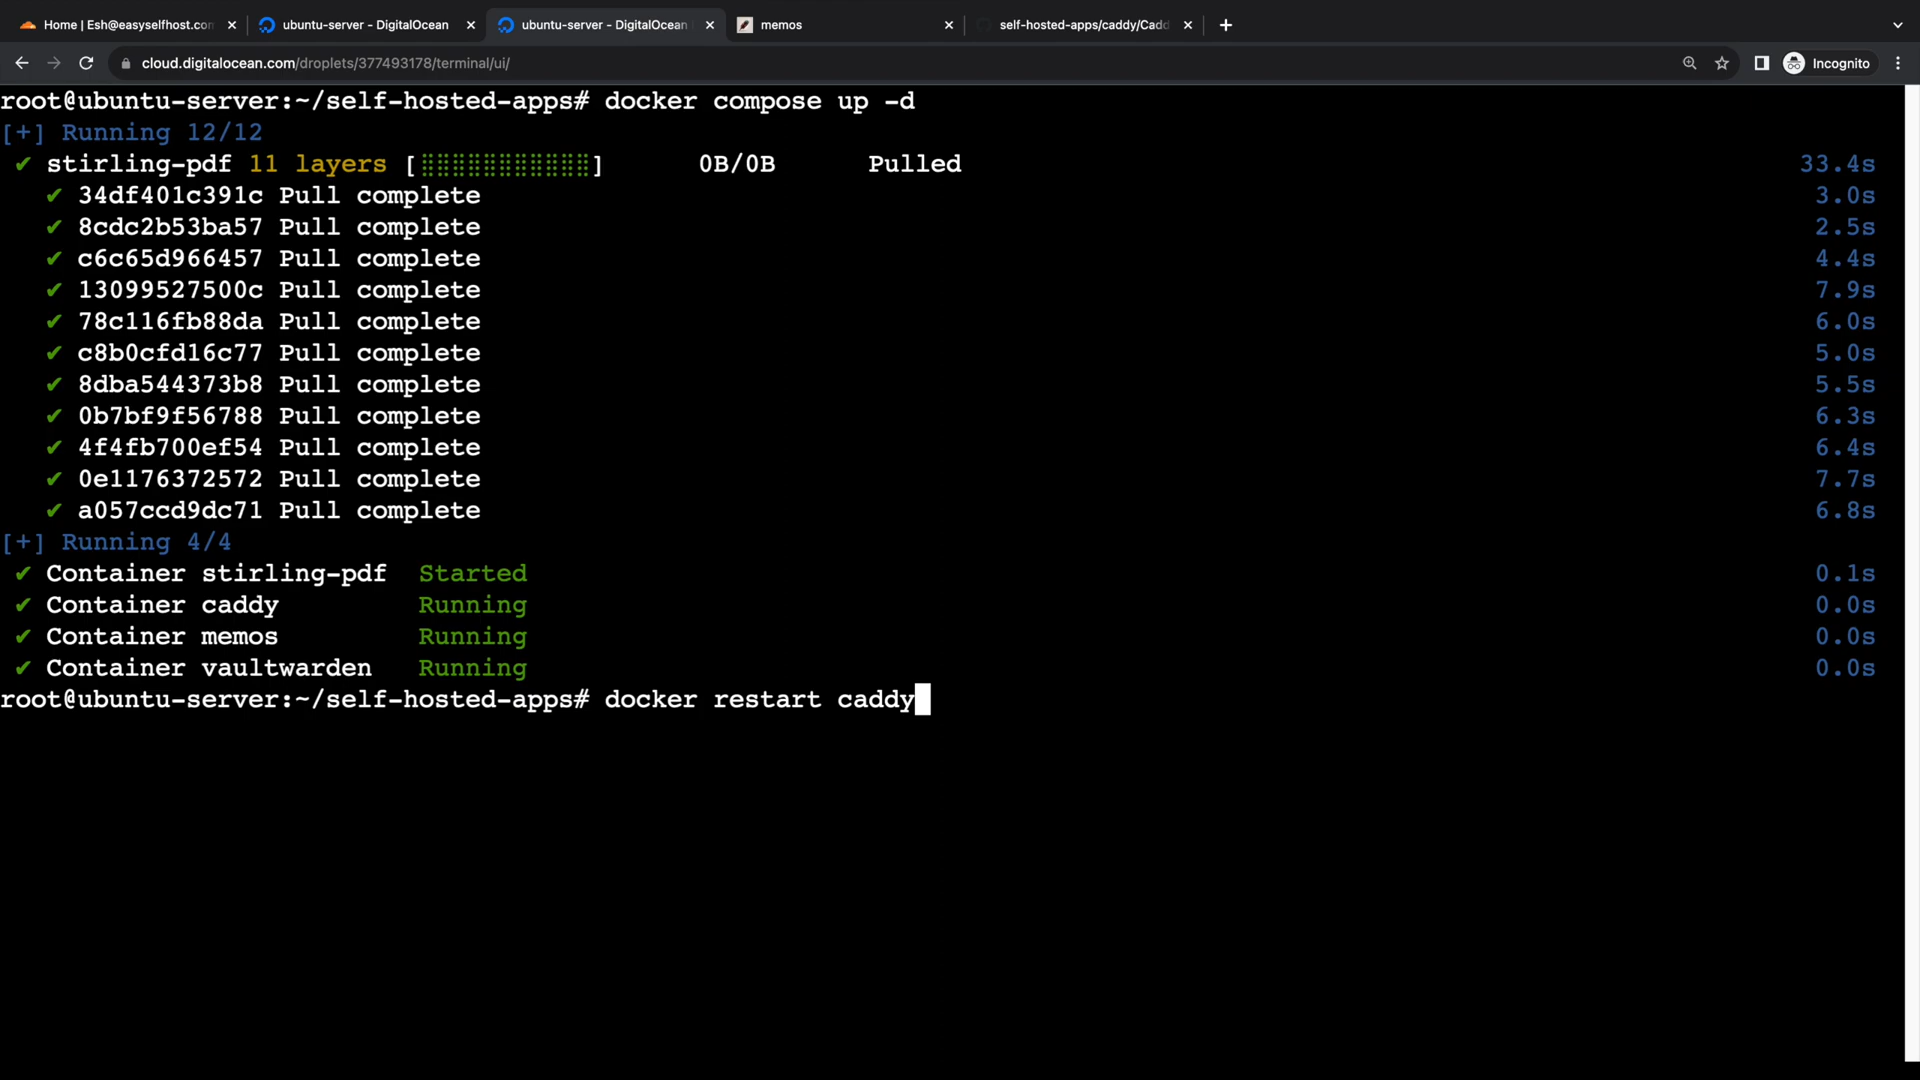 Home | Esh@easyselfhost.com
ubuntu-server - DigitalOcean
ubuntu-server - DigitalOcean
memos
self-hosted-apps/caddy/Cadd
cloud.digitalocean.com/droplets/377493178/terminal/ui/
Incognito
root@ubuntu-server:~/self-hosted-apps# docker compose up -d
[+] Running 12/12
✔ stirling-pdf 11 layers [⣿⣿⣿⣿⣿⣿⣿⣿⣿⣿⣿] 0B/0B Pulled 33.4s
✔ 34df401c391c Pull complete 3.0s
✔ 8cdc2b53ba57 Pull complete 2.5s
✔ c6c65d966457 Pull complete 4.4s
✔ 13099527500c Pull complete 7.9s
✔ 78c116fb88da Pull complete 6.0s
✔ c8b0cfd16c77 Pull complete 5.0s
✔ 8dba544373b8 Pull complete 5.5s
✔ 0b7bf9f56788 Pull complete 6.3s
✔ 4f4fb700ef54 Pull complete 6.4s
✔ 0e1176372572 Pull complete 7.7s
✔ a057ccd9dc71 Pull complete 6.8s
[+] Running 4/4
✔ Container stirling-pdf Started 0.1s
✔ Container caddy Running 0.0s
✔ Container memos Running 0.0s
✔ Container vaultwarden Running 0.0s
root@ubuntu-server:~/self-hosted-apps# docker restart caddy